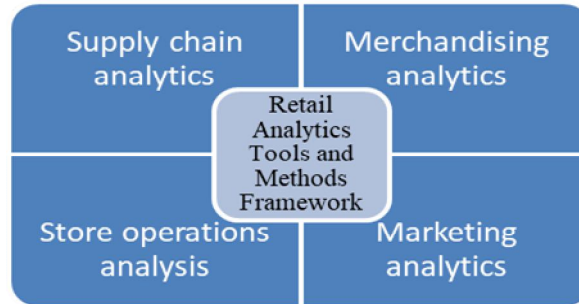 Supply chain
analytics
Merchandising
analytics
Retail
Analytics
Tools and
Methods
Framework
Store operations
analysis
Marketing
analytics